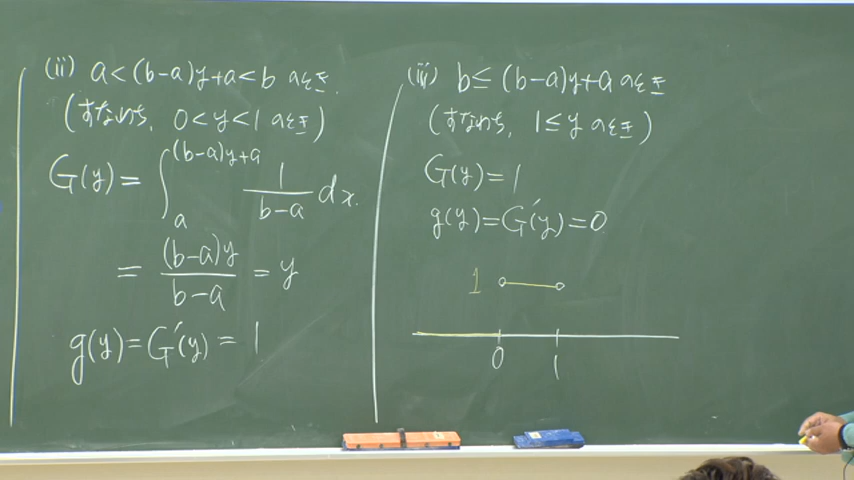 (ii) a<(b-a)y+a<b のとき.
(すなわち, 0<y<1 のとき)
G(y) = ∫_a^{(b-a)y+a} 1/(b-a) dx.
= (b-a)y/(b-a) = y
g(y)=G'(y) = 1
(iii) b≤(b-a)y+a のとき
(すなわち, 1≤y のとき)
G(y)=1
g(y)=G'(y)=0
1
0 1